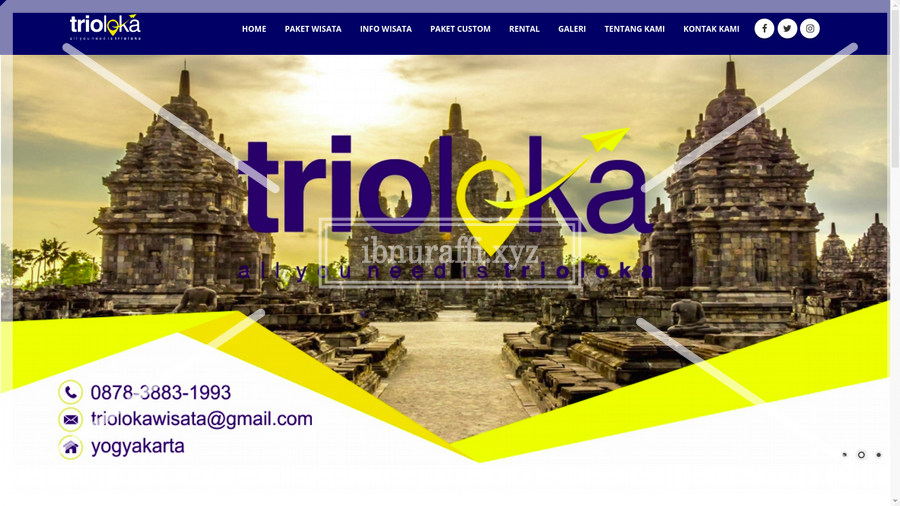 trioloka
all you need is trioloka
HOME PAKET WISATA INFO WISATA PAKET CUSTOM RENTAL GALERI TENTANG KAMI KONTAK KAMI
trioloka
ibnuraffi.xyz
all you need is trioloka
0878-3883-1993
triolokawisata@gmail.com
yogyakarta